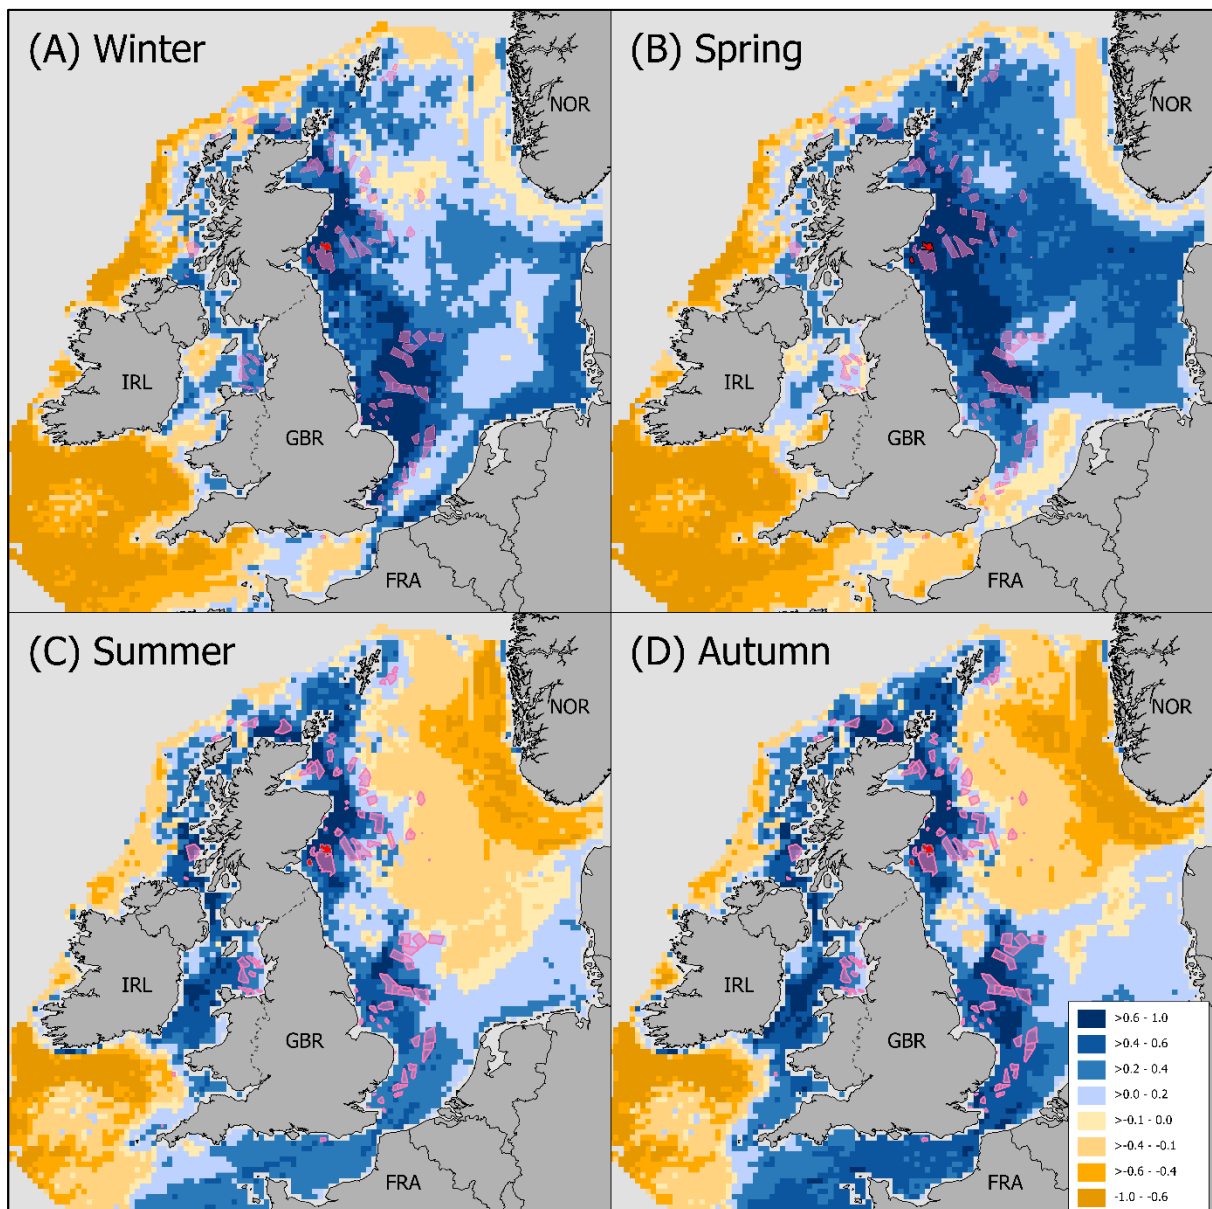 (A) Winter
NOR
IRL
GBR
FRA
(B) Spring
NOR
IRL
GBR
FRA
(C) Summer
NOR
IRL
GBR
FRA
(D) Autumn
NOR
IRL
GBR
FRA
>0.6 - 1.0
>0.4 - 0.6
>0.2 - 0.4
>0.0 - 0.2
>-0.1 - 0.0
>-0.4 - -0.1
>-0.6 - -0.4
-1.0 - -0.6